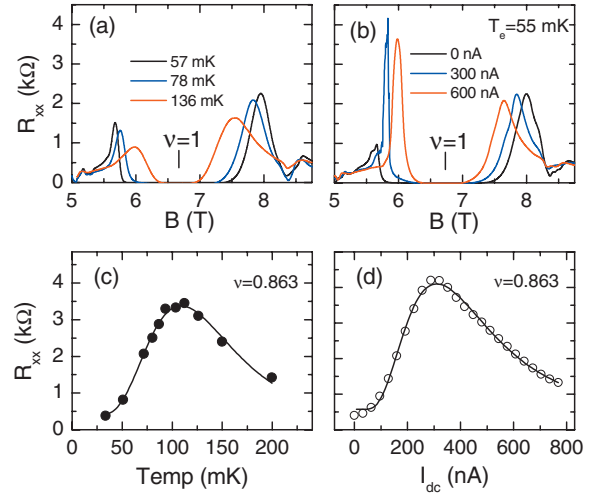 (a)
57 mK
78 mK
136 mK
ν=1
R_xx (kΩ)
4
3
2
1
0
5 6 7 8
B (T)
(b)
T_e=55 mK
0 nA
300 nA
600 nA
ν=1
5 6 7 8
B (T)
(c)
ν=0.863
R_xx (kΩ)
4
3
2
1
0
0 50 100 150 200
Temp (mK)
(d)
ν=0.863
0 200 400 600 800
I_dc (nA)